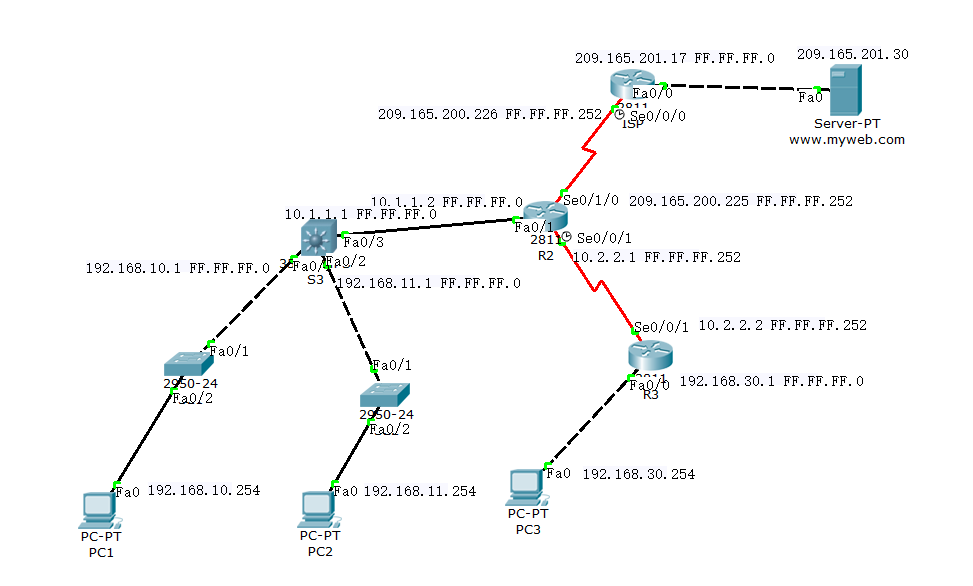 209.165.201.30
209.165.201.17 FF.FF.FF.0
Fa0/0
Fa0
2811
ISP
Se0/0/0
209.165.200.226 FF.FF.FF.252
Server-PT
www.myweb.com
10.1.1.2 FF.FF.FF.0
Se0/1/0
209.165.200.225 FF.FF.FF.252
10.1.1.1 FF.FF.FF.0
Fa0/1
2811
R2
Se0/0/1
10.2.2.1 FF.FF.FF.252
Fa0/3
Fa0/2
S3
192.168.10.1 FF.FF.FF.0
192.168.11.1 FF.FF.FF.0
Se0/0/1
10.2.2.2 FF.FF.FF.252
Fa0/1
2950-24
Fa0/2
Fa0/1
2950-24
Fa0/2
Fa0/0
R3
192.168.30.1 FF.FF.FF.0
Fa0
192.168.30.254
PC-PT
PC3
Fa0
192.168.10.254
PC-PT
PC1
Fa0
192.168.11.254
PC-PT
PC2